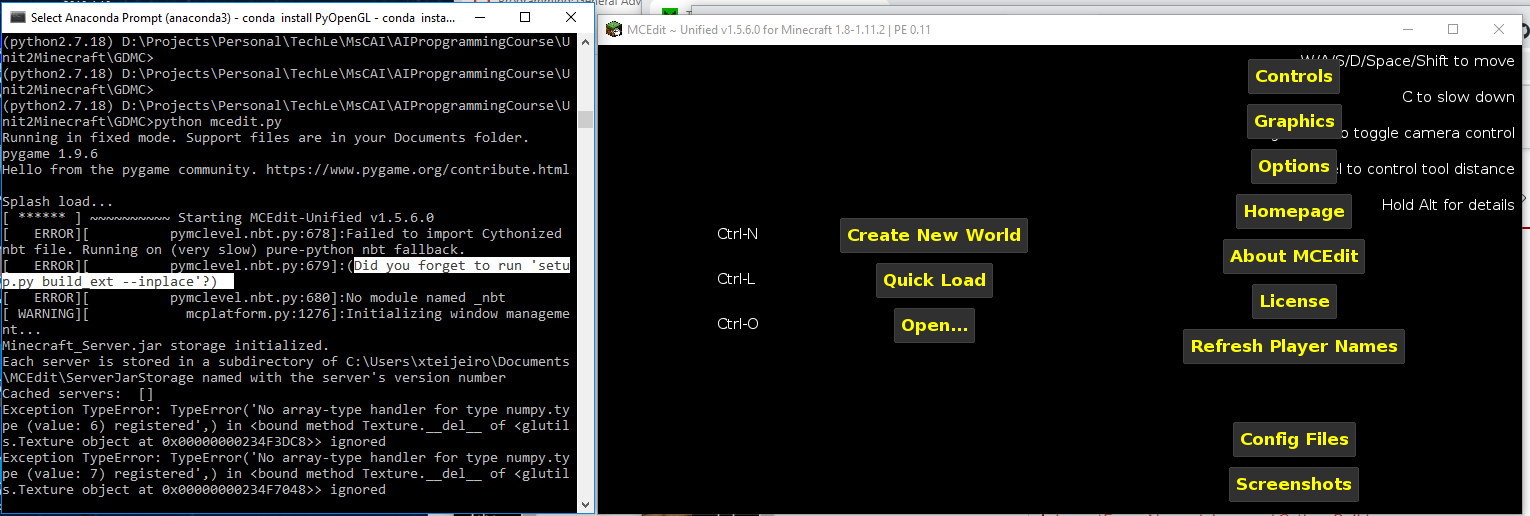 Select Anaconda Prompt (anaconda3) - conda  install PyOpenGL - conda  insta...
(python2.7.18) D:\Projects\Personal\TechLe\MsCAI\AIPropgrammingCourse\U
nit2Minecraft\GDMC>
(python2.7.18) D:\Projects\Personal\TechLe\MsCAI\AIPropgrammingCourse\U
nit2Minecraft\GDMC>
(python2.7.18) D:\Projects\Personal\TechLe\MsCAI\AIPropgrammingCourse\U
nit2Minecraft\GDMC>python mcedit.py
Running in fixed mode. Support files are in your Documents folder.
pygame 1.9.6
Hello from the pygame community. https://www.pygame.org/contribute.html
Splash load...
[ ****** ] ~~~~~~~~~~ Starting MCEdit-Unified v1.5.6.0
[   ERROR][          pymclevel.nbt.py:678]:Failed to import Cythonized
nbt file. Running on (very slow) pure-python nbt fallback.
[   ERROR][          pymclevel.nbt.py:679]:(Did you forget to run 'setu
p.py build_ext --inplace'?)
[   ERROR][          pymclevel.nbt.py:680]:No module named _nbt
[ WARNING][            mcplatform.py:1276]:Initializing window manageme
nt...
Minecraft_Server.jar storage initialized.
Each server is stored in a subdirectory of C:\Users\xteijeiro\Documents
\MCEdit\ServerJarStorage named with the server's version number
Cached servers:  []
Exception TypeError: TypeError('No array-type handler for type numpy.ty
pe (value: 6) registered',) in <bound method Texture.__del__ of <glutil
s.Texture object at 0x00000000234F3DC8>> ignored
Exception TypeError: TypeError('No array-type handler for type numpy.ty
pe (value: 7) registered',) in <bound method Texture.__del__ of <glutil
s.Texture object at 0x00000000234F7048>> ignored
MCEdit ~ Unified v1.5.6.0 for Minecraft 1.8-1.11.2 | PE 0.11
W/A/S/D/Space/Shift to move
Controls
C to slow down
Graphics
to toggle camera control
Options
to control tool distance
Homepage
Hold Alt for details
Ctrl-N Create New World
About MCEdit
Ctrl-L Quick Load
License
Ctrl-O Open...
Refresh Player Names
Config Files
Screenshots